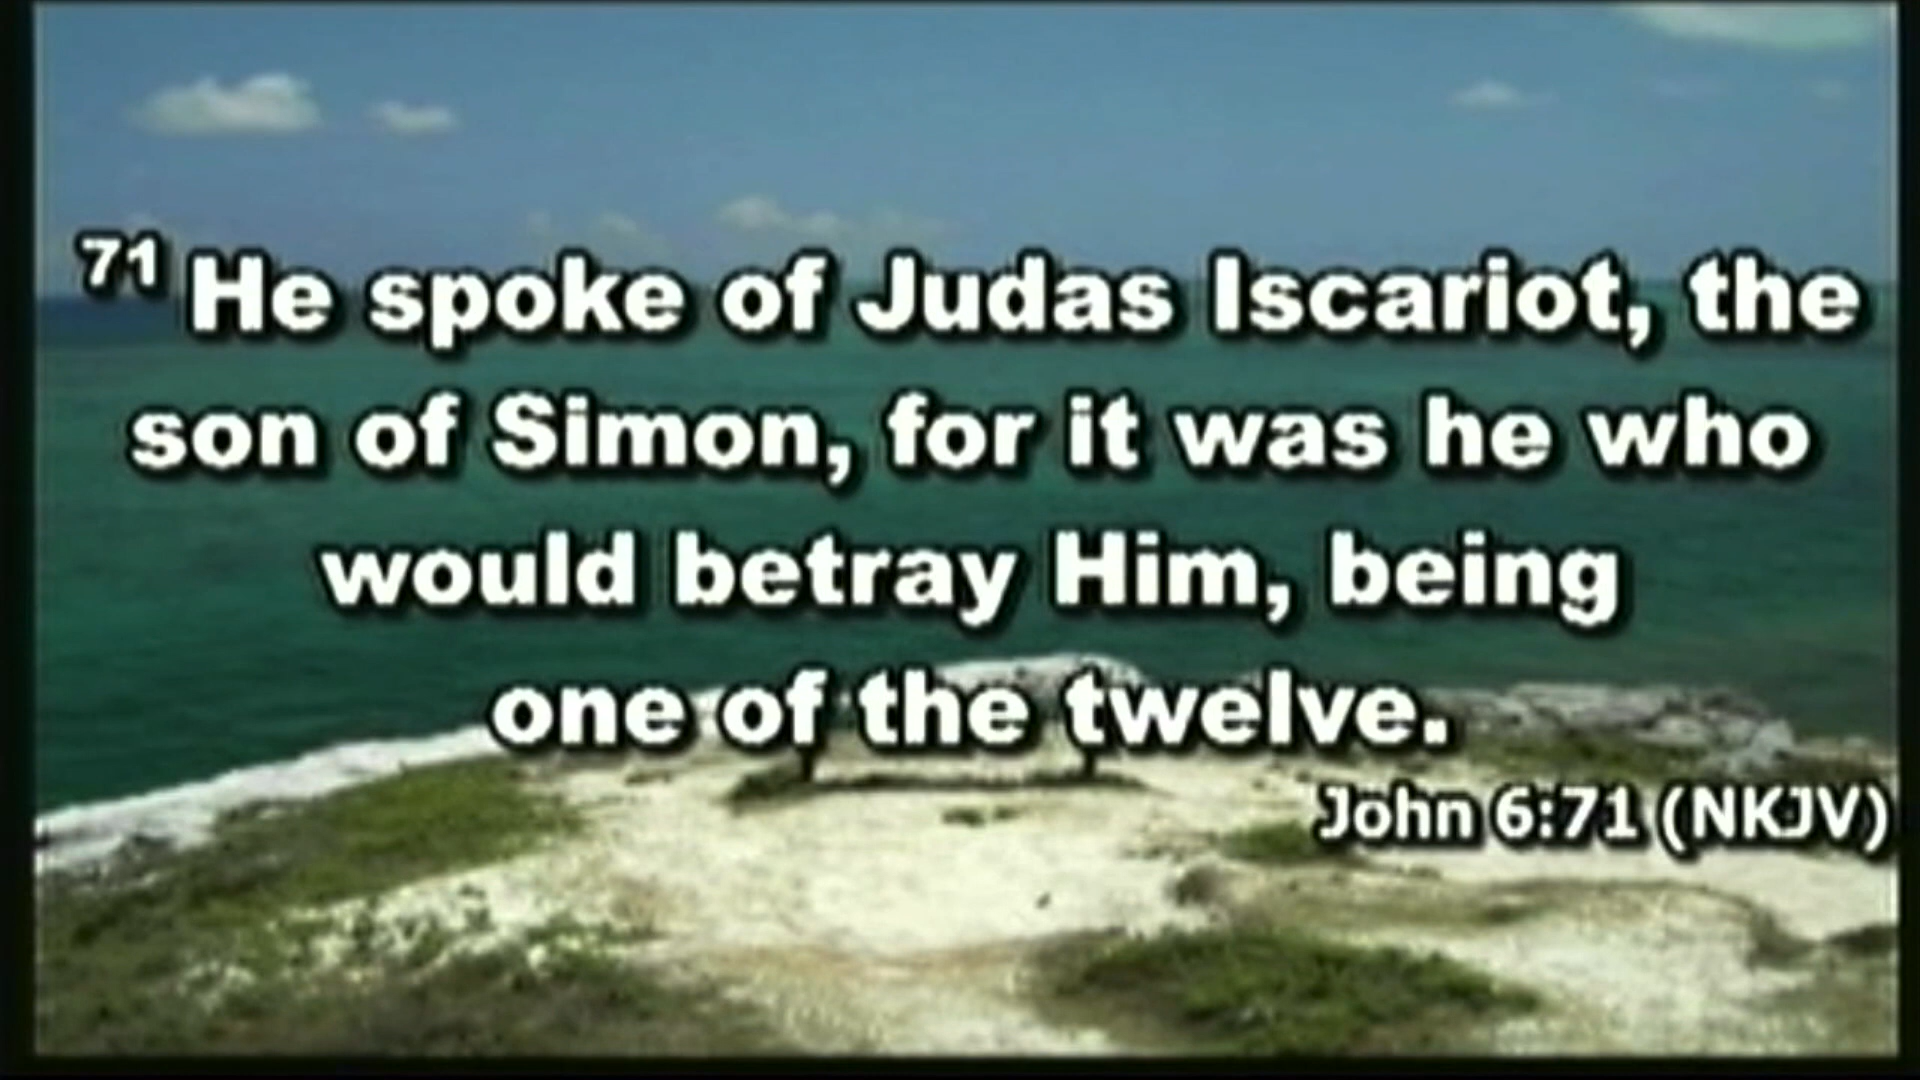 71 He spoke of Judas Iscariot, the
son of Simon, for it was he who
would betray Him, being
one of the twelve.
John 6:71 (NKJV)